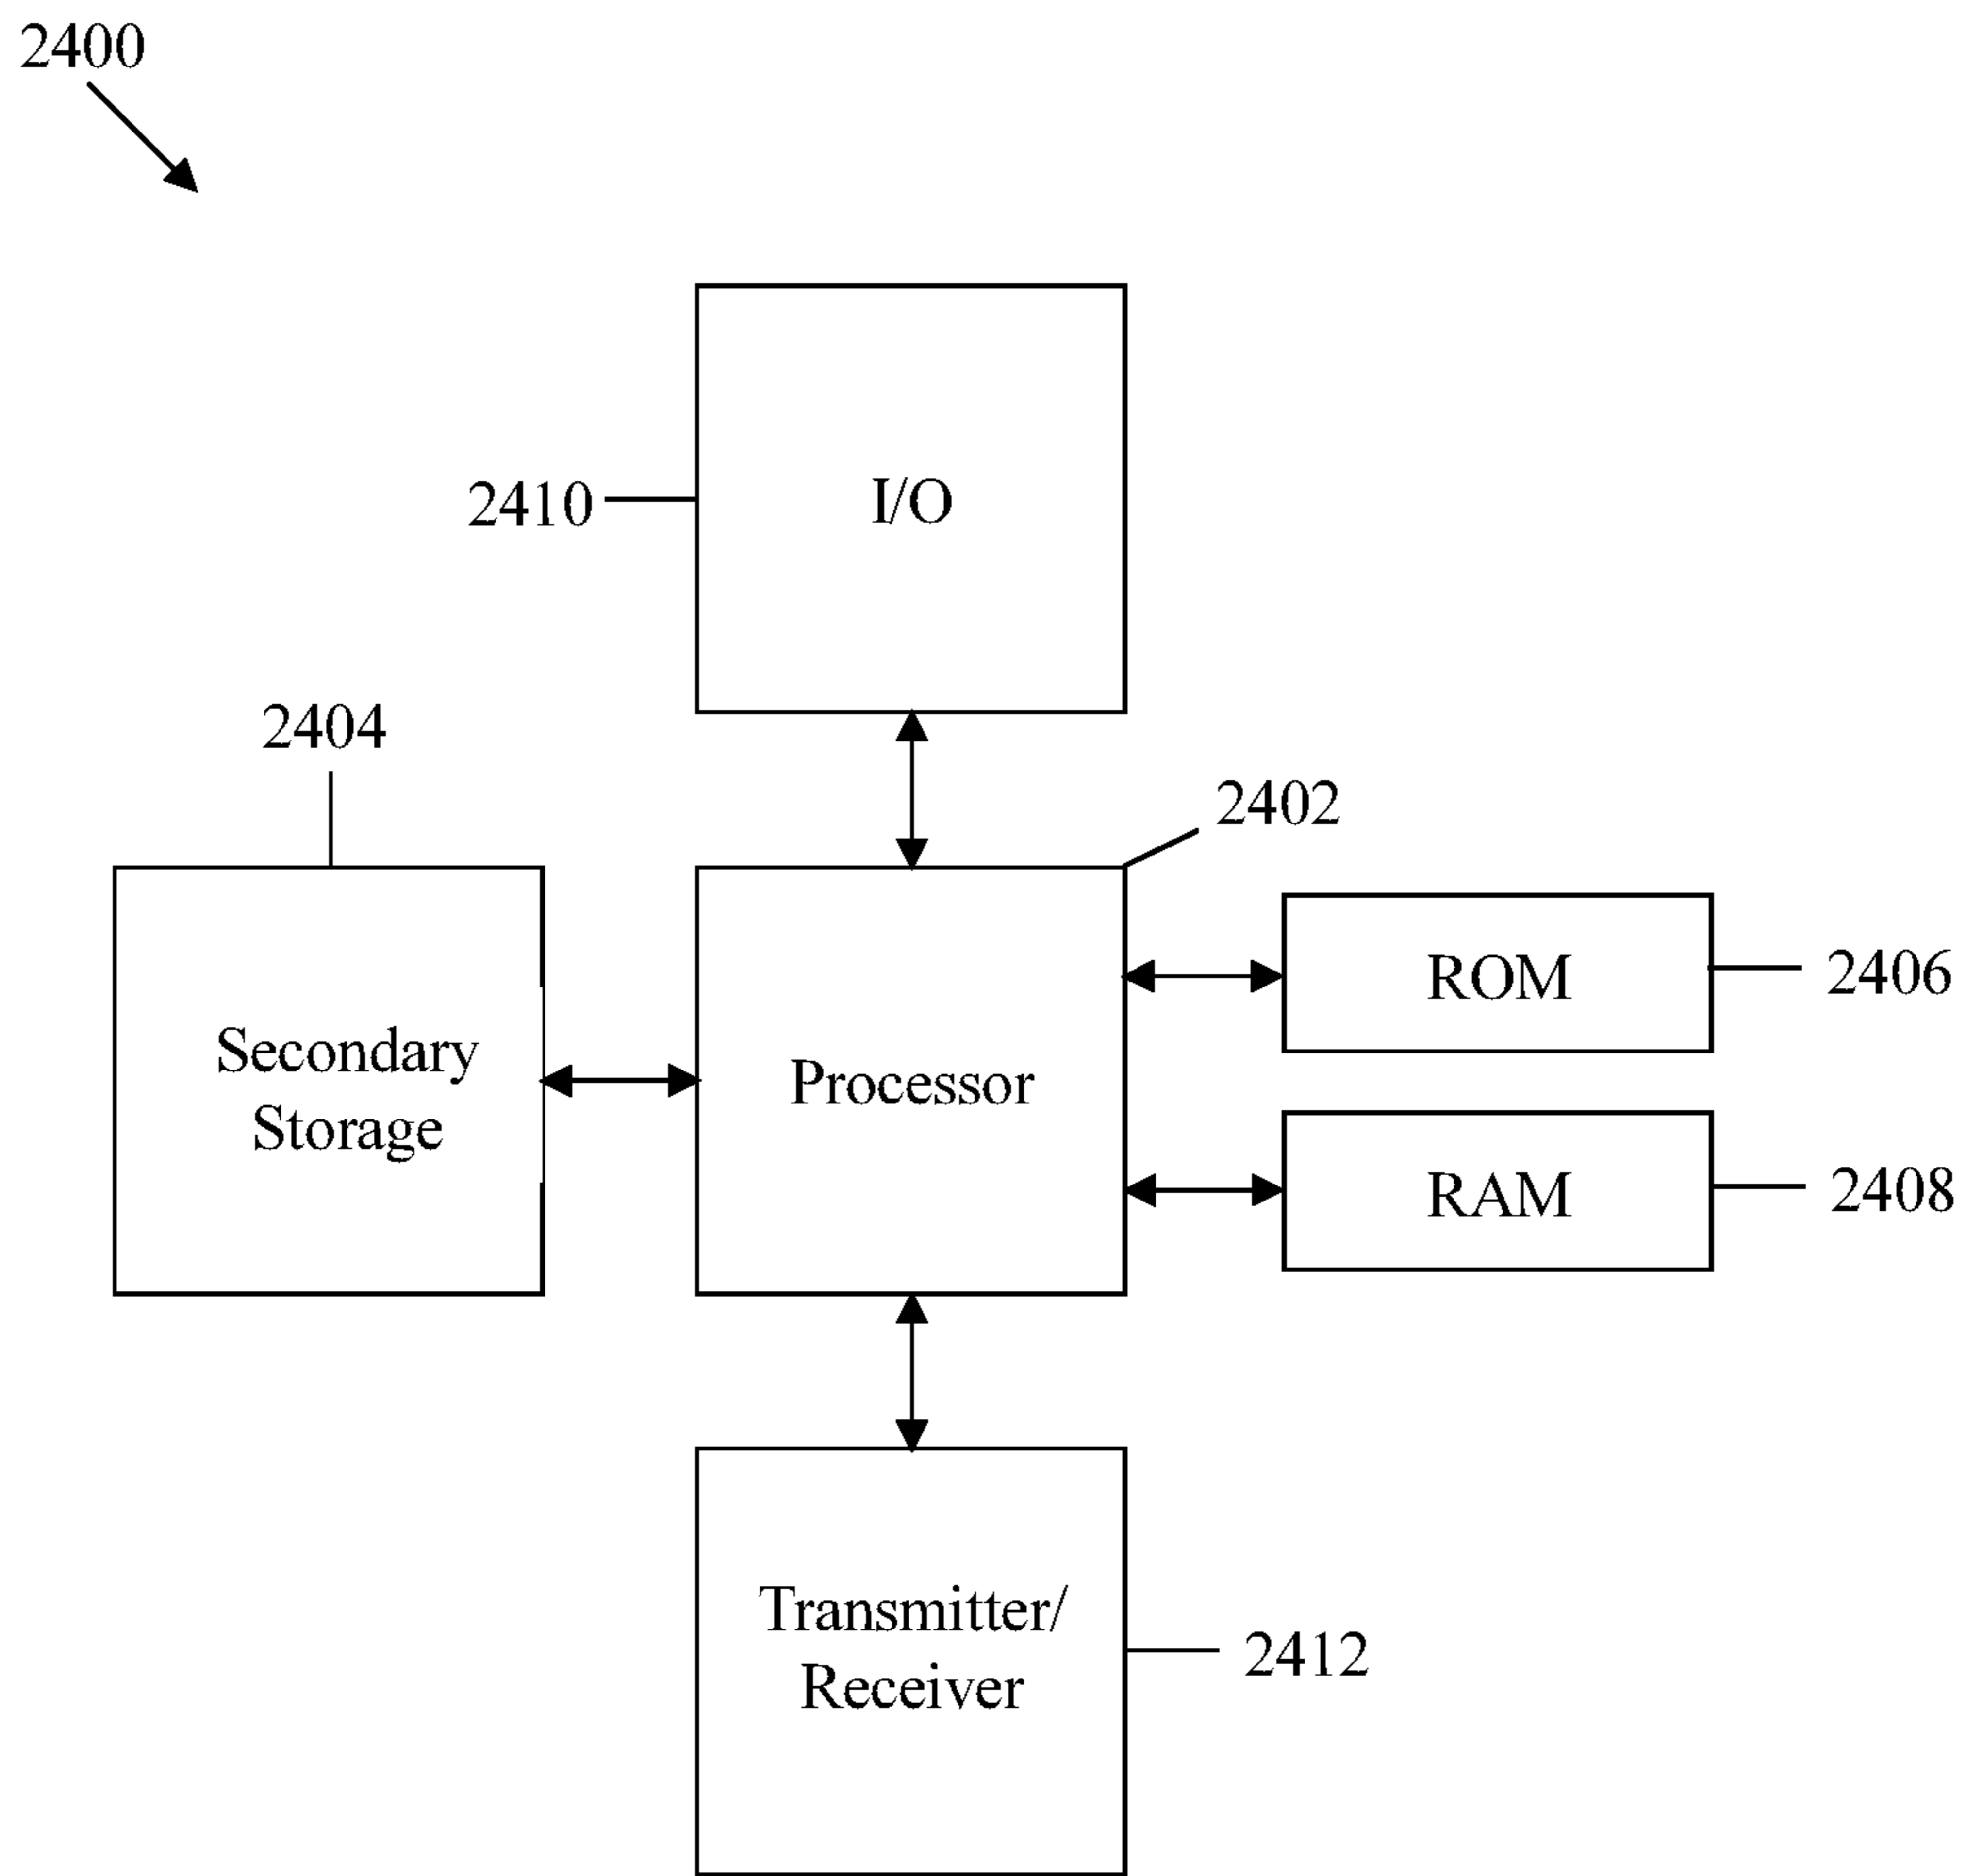 2400
I/O
2410
2404
2402
ROM
2406
Secondary
Storage
Processor
RAM
2408
Transmitter/
Receiver
2412